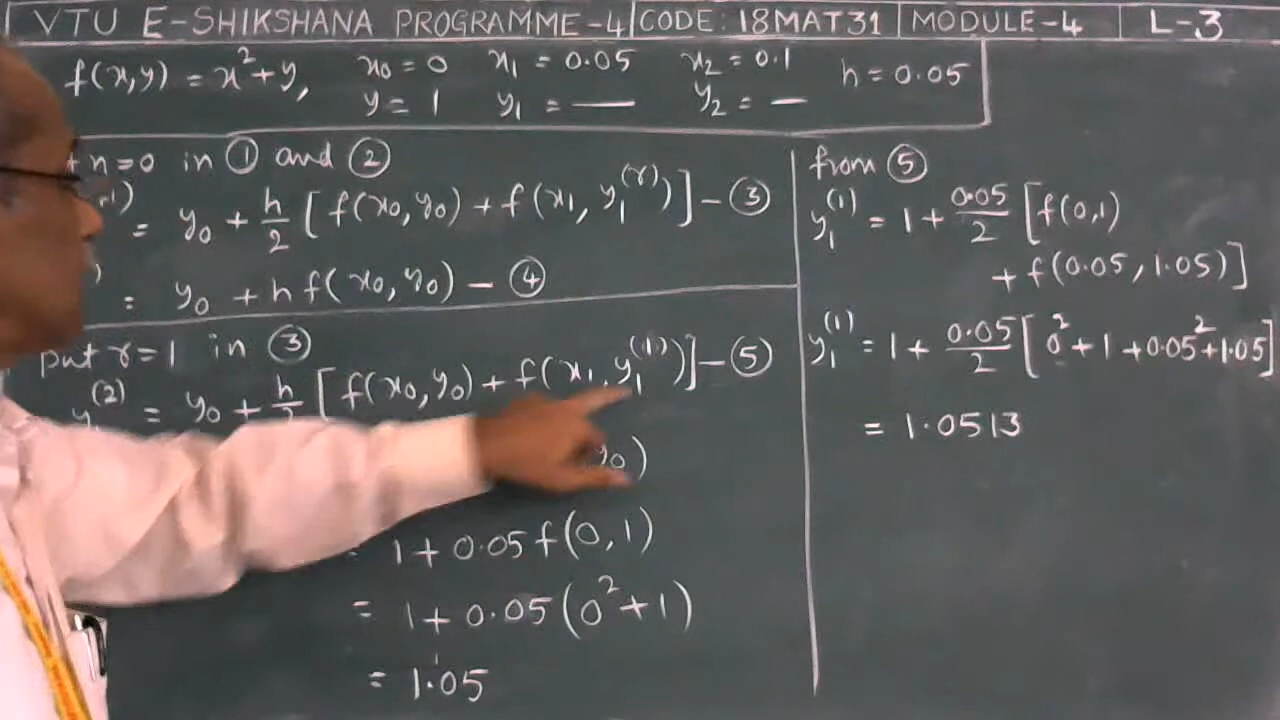 VTU E-SHIKSHANA PROGRAMME-4 | CODE: 18MAT31 | MODULE-4 | L-3
f(x,y) = x²+y, x₀ = 0 x₁ = 0.05 x₂ = 0.1 h = 0.05
y = 1 y₁ = — y₂ = —
n=0 in ① and ②
= y₀ + h/2 [f(x₀,y₀) + f(x₁, y₁⁽ʳ⁾)] - ③
= y₀ + h f(x₀,y₀) - ④
put r=1 in ③
y₁⁽²⁾ = y₀ + h/2 [f(x₀,y₀) + f(x₁, y₁⁽¹⁾)] - ⑤
y₀)
= 1 + 0.05 f(0,1)
= 1 + 0.05 (0²+1)
= 1.05
from ⑤
y₁⁽¹⁾ = 1 + 0.05/2 [f(0,1)
+ f(0.05, 1.05)]
y₁⁽¹⁾ = 1 + 0.05/2 [0²+1+0.05²+1.05]
= 1.0513